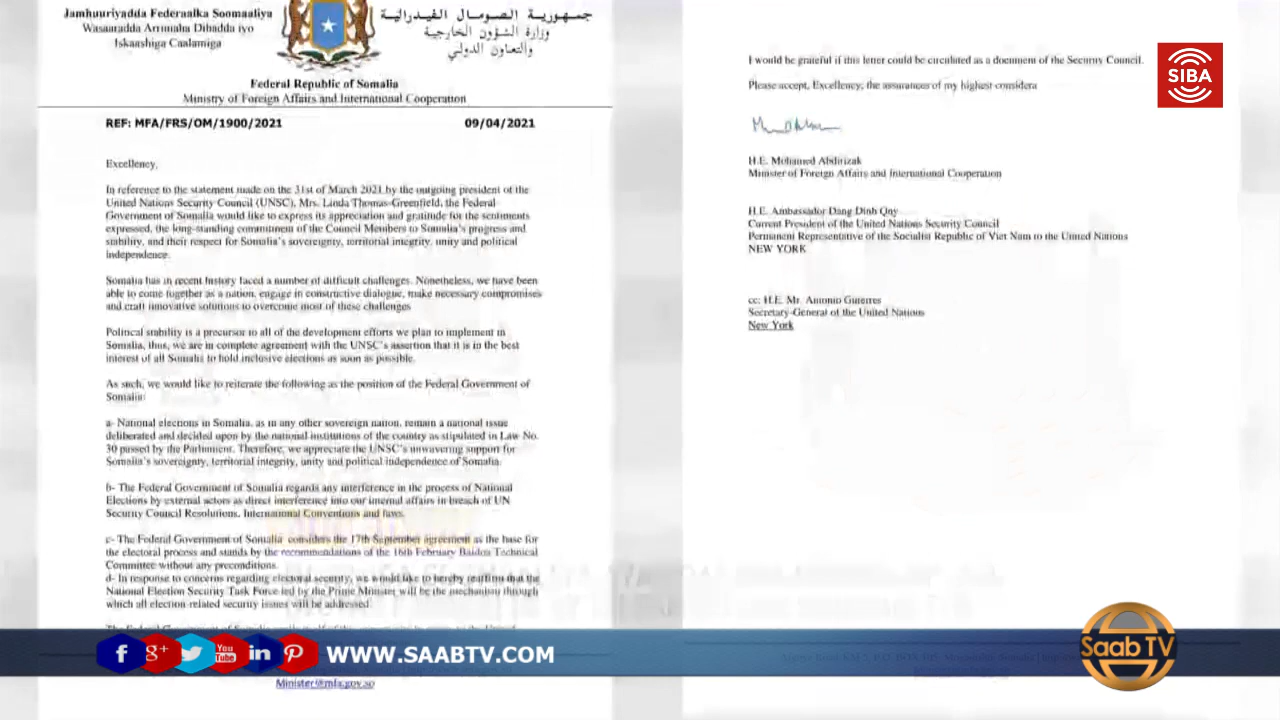 Jamhuuriyadda Federaalka Soomaaliya
Wasaaradda Arrimaha Dibadda iyo
Iskaashiga Caalamiga
جمهورية الصومال الفيدرالية
وزارة الشؤون الخارجية
والتعاون الدولي
Federal Republic of Somalia
Ministry of Foreign Affairs and International Cooperation
REF: MFA/FRS/OM/1900/2021 09/04/2021
Excellency,
In reference to the statement made on the 31st of March 2021 by the outgoing president of the
United Nations Security Council (UNSC), Mrs. Linda Thomas-Greenfield, the Federal
Government of Somalia would like to express its appreciation and gratitude for the sentiments
expressed, the long-standing commitment of the Council Members to Somalia's progress and
stability, and their respect for Somalia's sovereignty, territorial integrity, unity and political
independence.
Somalia has in recent history faced a number of difficult challenges. Nonetheless, we have been
able to come together as a nation, engage in constructive dialogue, make necessary compromises
and craft innovative solutions to overcome most of these challenges
Political stability is a precursor to all of the development efforts we plan to implement in
Somalia, thus, we are in complete agreement with the UNSC's assertion that it is in the best
interest of all Somalia to hold inclusive elections as soon as possible.
As such, we would like to reiterate the following as the position of the Federal Government of
Somalia:
a- National elections in Somalia, as in any other sovereign nation, remain a national issue
deliberated and decided upon by the national institutions of the country as stipulated in Law No.
30 passed by the Parliament. Therefore, we appreciate the UNSC's unwavering support for
Somalia's sovereignty, territorial integrity, unity and political independence of Somalia.
b- The Federal Government of Somalia regards any interference in the process of National
Elections by external actors as direct interference into our internal affairs in breach of UN
Security Council Resolutions, International Conventions and laws.
c- The Federal Government of Somalia considers the 17th September agreement as the base for
the electoral process and stands by the recommendations of the 16th February Baidoa Technical
Committee without any preconditions.
d- In response to concerns regarding electoral security, we would like to hereby reaffirm that the
National Election Security Task Force led by the Prime Minister will be the mechanism through
which all election-related security issues will be addressed
Minister@mfa.gov.so
I would be grateful if this letter could be circulated as a document of the Security Council.
Please accept, Excellency, the assurances of my highest considera
H.E. Mohamed Abdirizak
Minister of Foreign Affairs and International Cooperation
H.E. Ambassador Dang Dinh Quy
Current President of the United Nations Security Council
Permanent Representative of the Socialist Republic of Viet Nam to the United Nations
NEW YORK
cc: H.E. Mr. Antonio Guterres
Secretary-General of the United Nations
New York
SIBA
f g+ You Tube in
WWW.SAABTV.COM
Saab TV